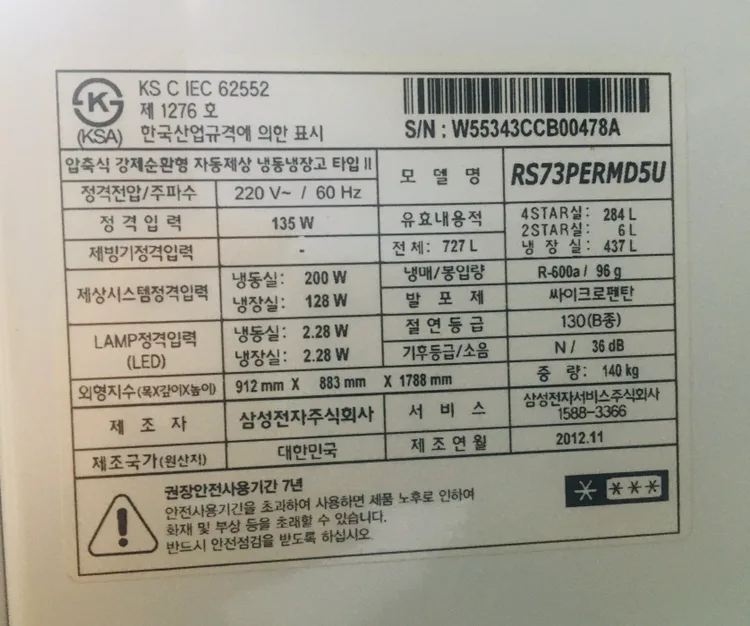 KS C IEC 62552
제 1276 호
(KSA) 한국산업규격에 의한 표시
S/N : W55343CCB00478A
압축식 강제순환형 자동제상 냉동냉장고 타입 II
모 델 명 RS73PERMD5U
정격전압/주파수 220 V~ / 60 Hz
정 격 입 력 135 W
유효내용적 4STAR실: 284 L
2STAR실: 6 L
전체: 727 L 냉 장 실: 437 L
제빙기정격입력 -
제상시스템정격입력 냉동실: 200 W
냉장실: 128 W
냉매/봉입량 R-600a / 96 g
발 포 제 싸이크로펜탄
LAMP정격입력 냉동실: 2.28 W
(LED) 냉장실: 2.28 W
절 연 등 급 130(B종)
기후등급/소음 N / 36 dB
외형지수(목X깊이X높이) 912 mm X 883 mm X 1788 mm
중 량: 140 kg
제 조 자 삼성전자주식회사
서 비 스 삼성전자서비스주식회사
1588-3366
제조국가(원산저) 대한민국
제 조 연 월 2012.11
권장안전사용기간 7년
안전사용기간을 초과하여 사용하면 제품 노후로 인하여
화재 및 부상 등을 초래할 수 있습니다.
반드시 안전점검을 받도록 하십시오